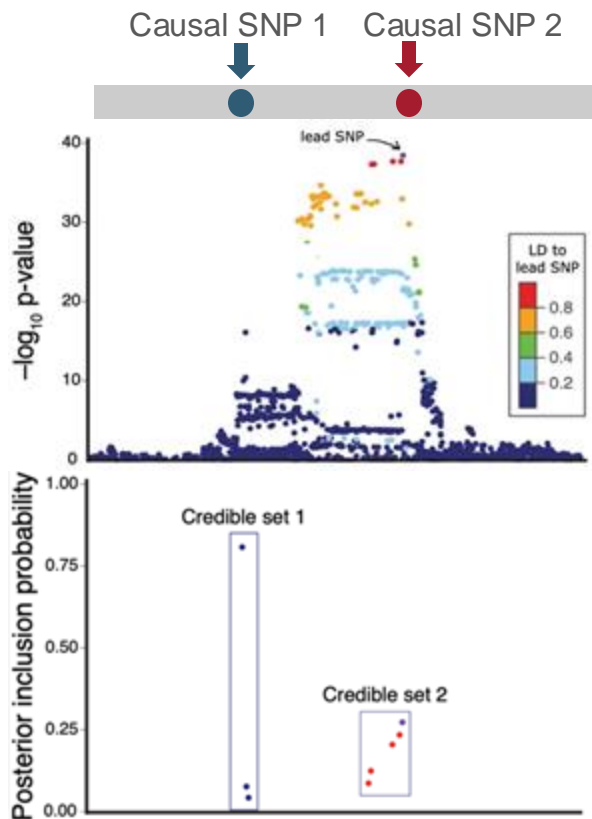 Causal SNP 1 Causal SNP 2
lead SNP
40
30
20
10
0
–log10 p-value
LD to
lead SNP
0.8
0.6
0.4
0.2
1.00
0.75
0.50
0.25
0.00
Posterior inclusion probability
Credible set 1
Credible set 2